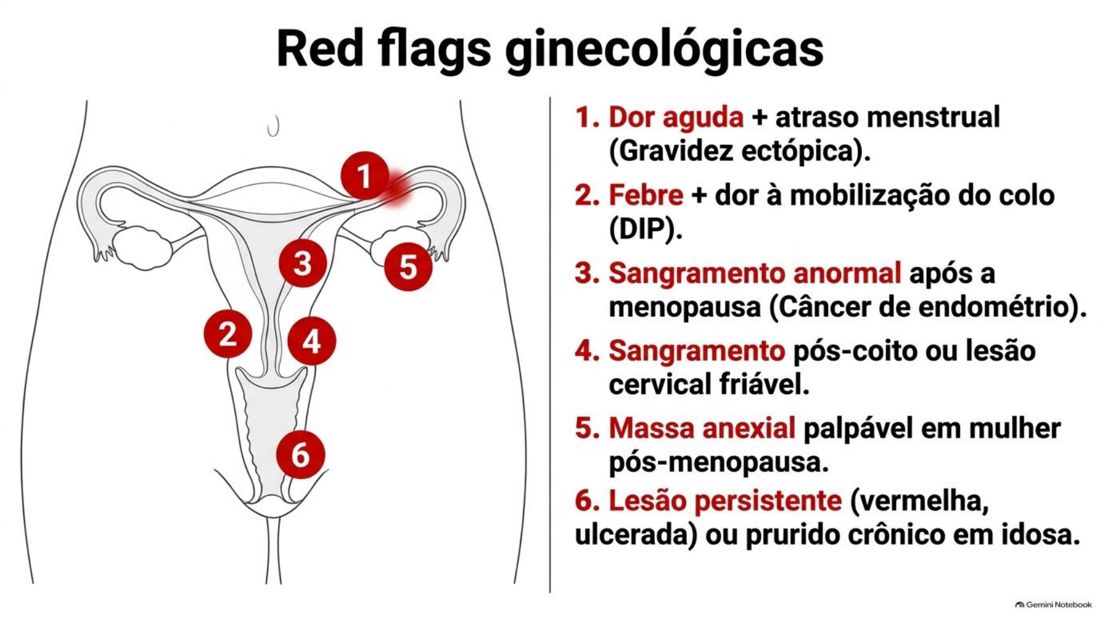 Red flags ginecológicas
1
2
3
4
5
6
1. Dor aguda + atraso menstrual
(Gravidez ectópica).
2. Febre + dor à mobilização do colo
(DIP).
3. Sangramento anormal após a
menopausa (Câncer de endométrio).
4. Sangramento pós-coito ou lesão
cervical friável.
5. Massa anexial palpável em mulher
pós-menopausa.
6. Lesão persistente (vermelha,
ulcerada) ou prurido crônico em idosa.
Gemini Notebook